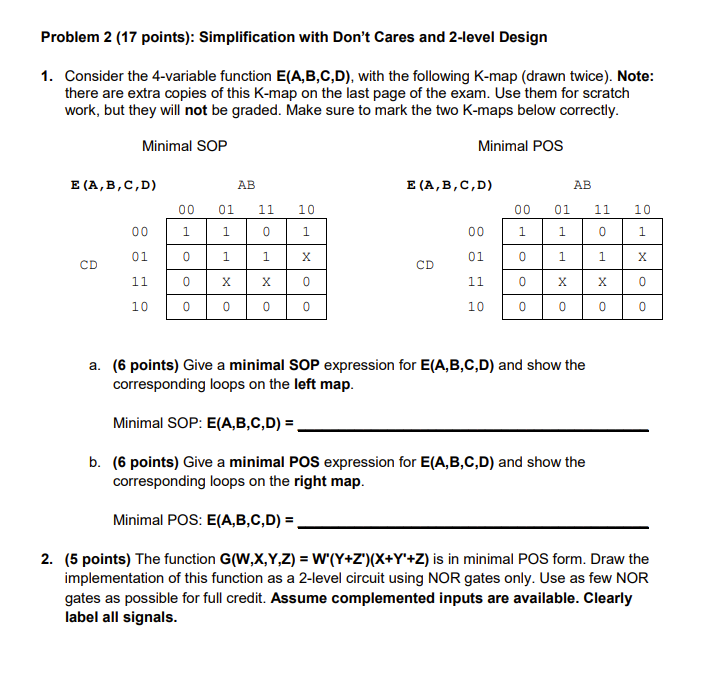 Problem 2 (17 points): Simplification with Don't Cares and 2-level Design
1. Consider the 4-variable function E(A,B,C,D), with the following K-map (drawn twice). Note:
there are extra copies of this K-map on the last page of the exam. Use them for scratch
work, but they will not be graded. Make sure to mark the two K-maps below correctly.
Minimal SOP Minimal POS
E(A,B,C,D) AB E(A,B,C,D) AB
00 01 11 10 00 01 11 10
00 1 1 0 1 00 1 1 0 1
01 0 1 1 X 01 0 1 1 X
CD CD
11 0 X X 0 11 0 X X 0
10 0 0 0 0 10 0 0 0 0
a. (6 points) Give a minimal SOP expression for E(A,B,C,D) and show the
corresponding loops on the left map.
Minimal SOP: E(A,B,C,D) =
b. (6 points) Give a minimal POS expression for E(A,B,C,D) and show the
corresponding loops on the right map.
Minimal POS: E(A,B,C,D) =
2. (5 points) The function G(W,X,Y,Z) = W'(Y+Z')(X+Y'+Z) is in minimal POS form. Draw the
implementation of this function as a 2-level circuit using NOR gates only. Use as few NOR
gates as possible for full credit. Assume complemented inputs are available. Clearly
label all signals.